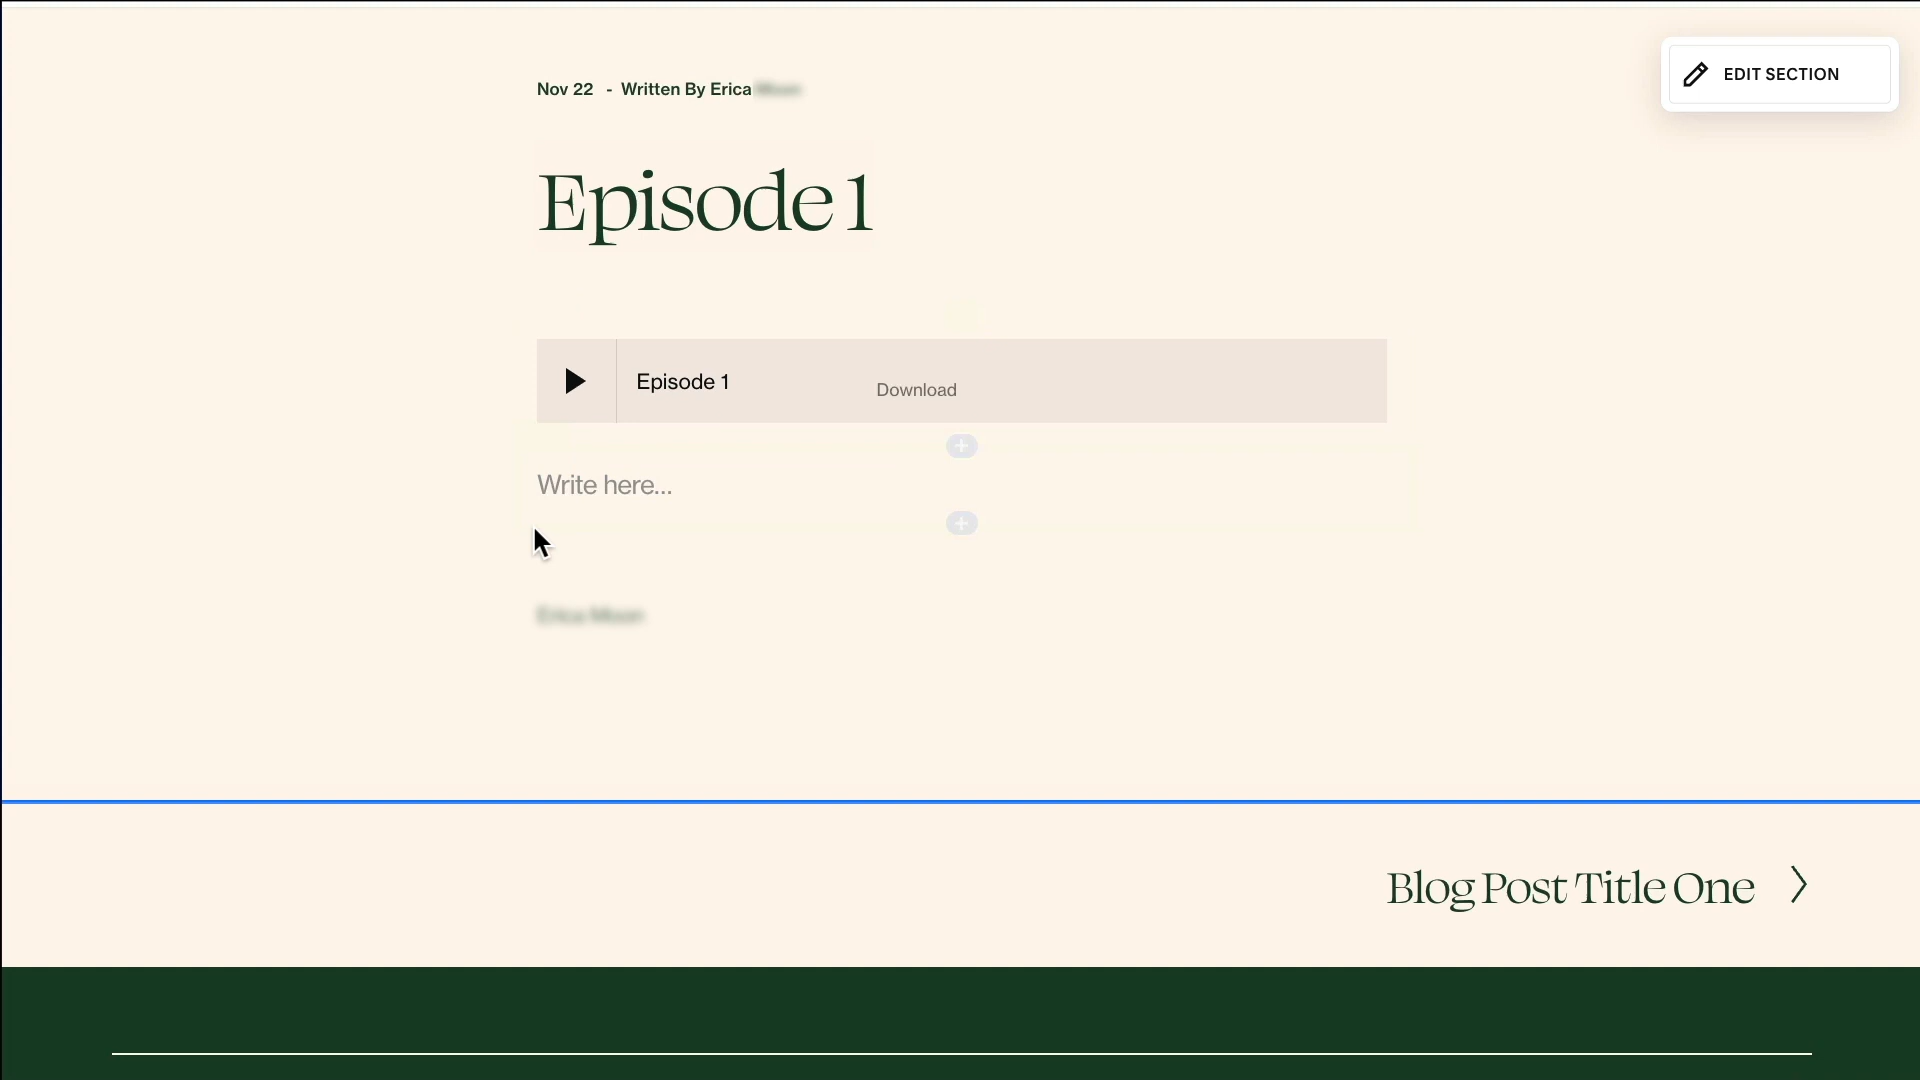 Nov 22 - Written By Erica
EDIT SECTION
Episode 1
Episode 1
Download
Write here...
Blog Post Title One